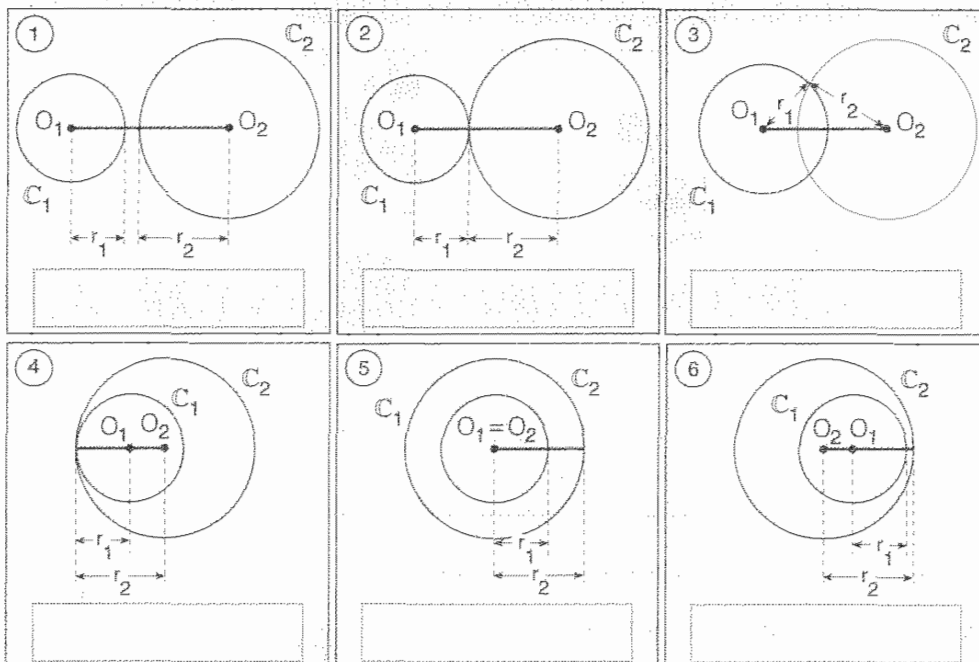 1
C₂
O₁
O₂
C₁
r₁
r₂
2
C₂
O₁
O₂
C₁
r₁
r₂
3
C₂
O₁
r₁
r₂
O₂
C₁
4
C₂
C₁
O₁
O₂
r₁
r₂
5
C₁
C₂
O₁ = O₂
r₁
r₂
6
C₁
C₂
O₂
O₁
r₁
r₂